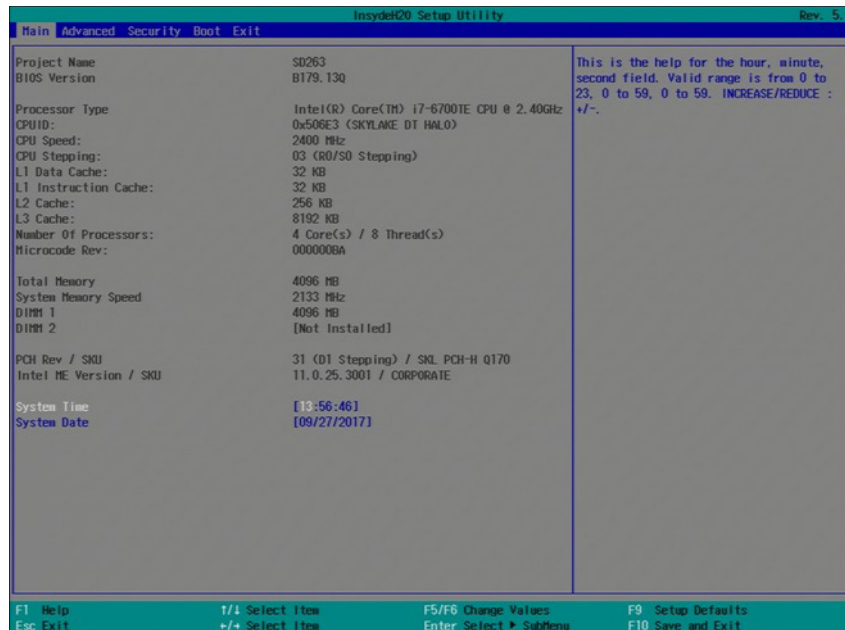 InsydeH20 Setup Utility Rev. 5.
Main Advanced Security Boot Exit
Project Name SD263
BIOS Version B179.13Q
Processor Type Intel(R) Core(TM) i7-6700TE CPU @ 2.40GHz
CPUID: 0x506E3 (SKYLAKE DT HALO)
CPU Speed: 2400 MHz
CPU Stepping: 03 (R0/S0 Stepping)
L1 Data Cache: 32 KB
L1 Instruction Cache: 32 KB
L2 Cache: 256 KB
L3 Cache: 8192 KB
Number Of Processors: 4 Core(s) / 8 Thread(s)
Microcode Rev: 000000BA
Total Memory 4096 MB
System Memory Speed 2133 MHz
DIMM 1 4096 MB
DIMM 2 [Not Installed]
PCH Rev / SKU 31 (D1 Stepping) / SKL PCH-H Q170
Intel ME Version / SKU 11.0.25.3001 / CORPORATE
System Time [13:56:46]
System Date [09/27/2017]
This is the help for the hour, minute,
second field. Valid range is from 0 to
23, 0 to 59, 0 to 59. INCREASE/REDUCE :
+/-.
F1 Help ↑/↓ Select Item F5/F6 Change Values F9 Setup Defaults
Esc Exit ←/→ Select Item Enter Select ▶ SubMenu F10 Save and Exit